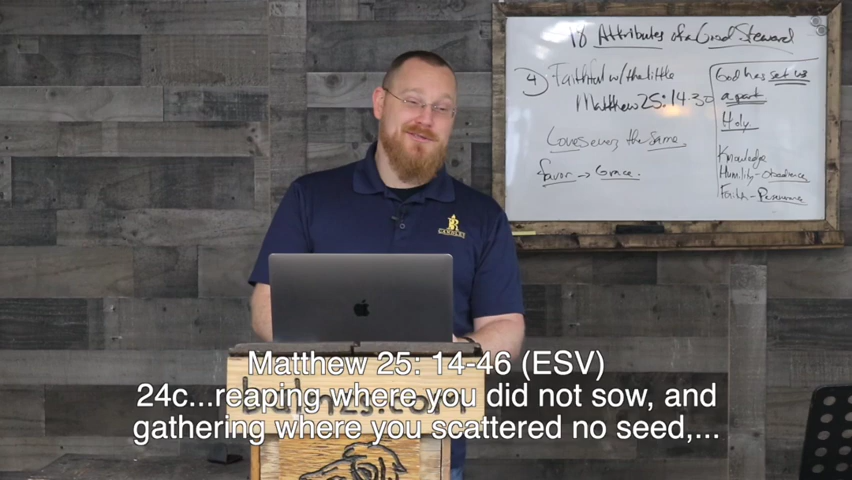 18 Attributes of a Good Steward
4) Faithful w/ the little
Matthew 25:14-30
Loves every the same
favor → Grace.
God has set us
apart
Holy
Knowledge
Humility - Obedience
Faith - Perseverance
Matthew 25: 14-46 (ESV)
24c...reaping where you did not sow, and
gathering where you scattered no seed,...